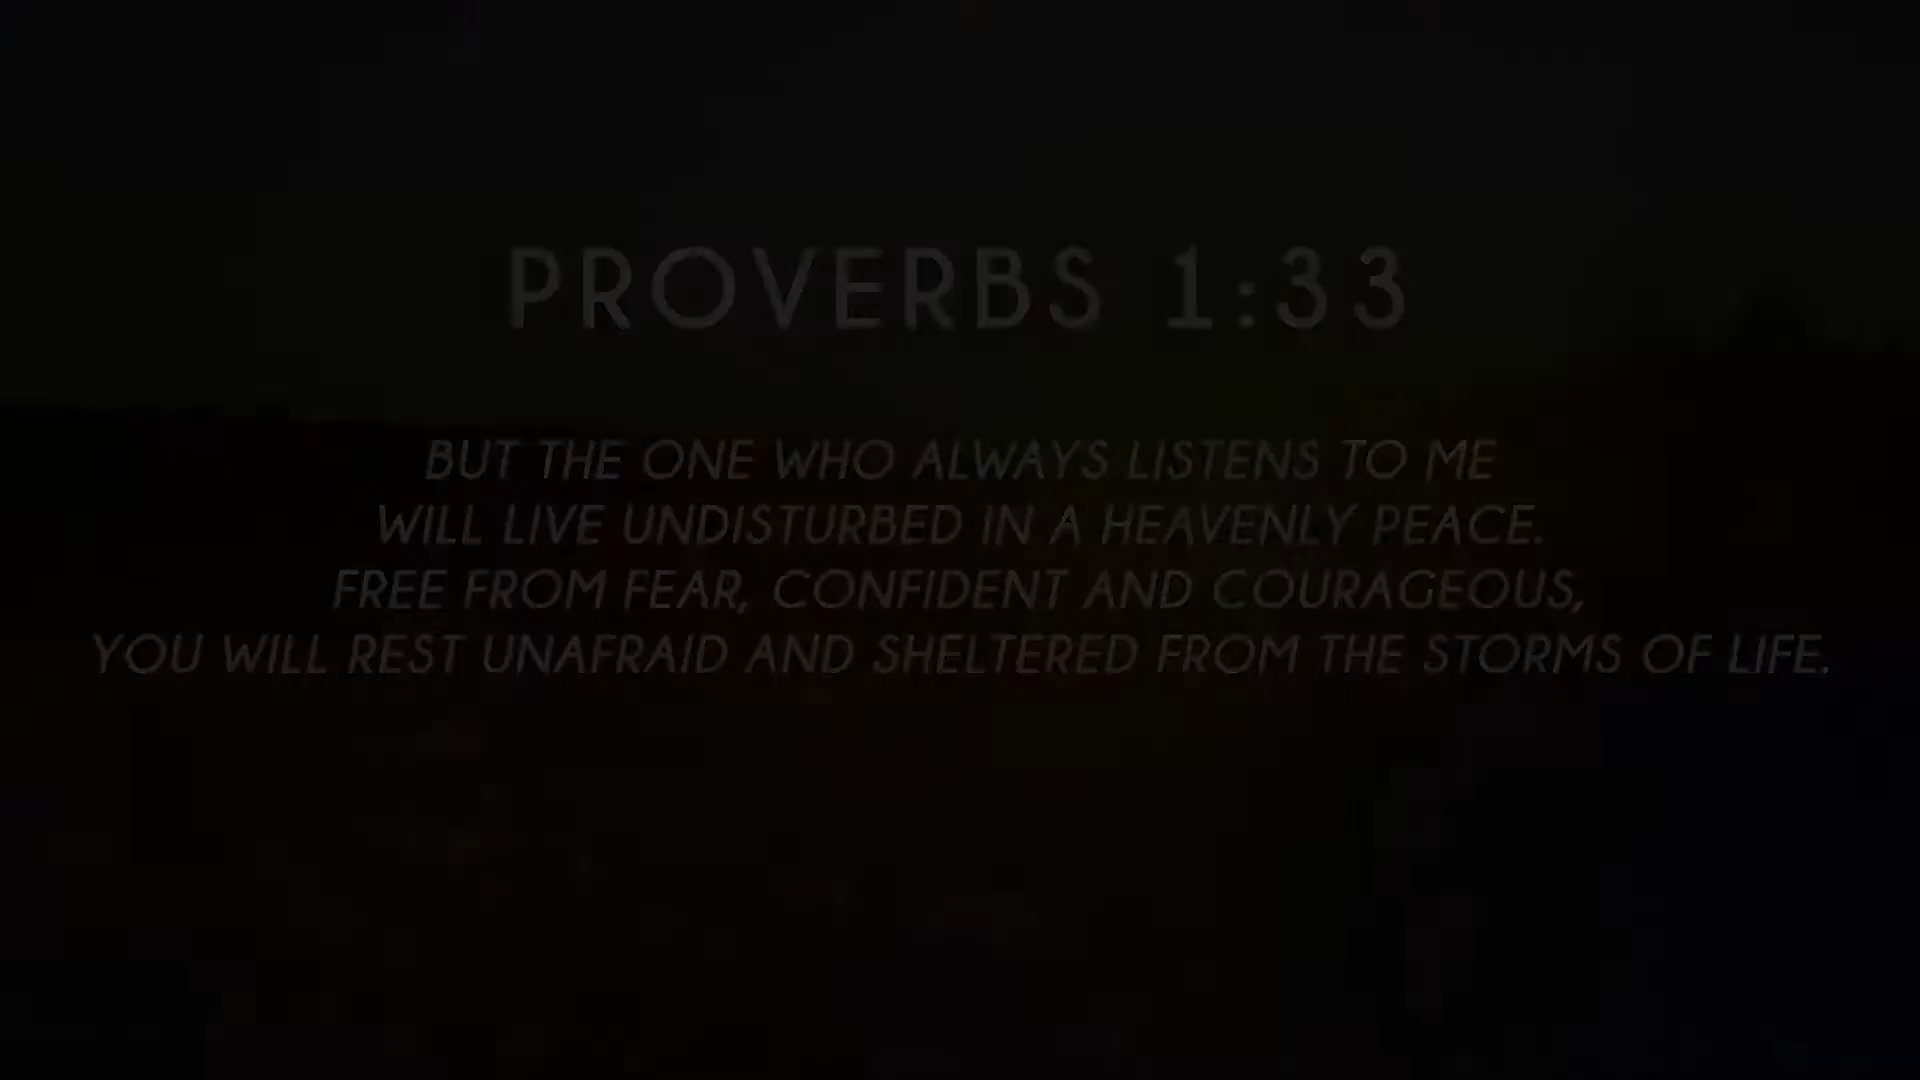 PROVERBS 1:33
BUT THE ONE WHO ALWAYS LISTENS TO ME
WILL LIVE UNDISTURBED IN A HEAVENLY PEACE.
FREE FROM FEAR, CONFIDENT AND COURAGEOUS,
YOU WILL REST UNAFRAID AND SHELTERED FROM THE STORMS OF LIFE.